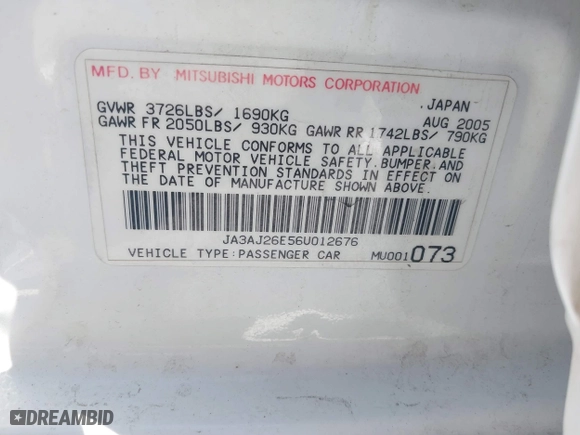 MFD. BY MITSUBISHI MOTORS CORPORATION
.JAPAN
GVWR 3726LBS/ 1690KG AUG 2005
GAWR FR 2050LBS/ 930KG GAWR RR 1742LBS/ 790KG
THIS VEHICLE CONFORMS TO ALL APPLICABLE
FEDERAL MOTOR VEHICLE SAFETY.BUMPER.AND
THEFT PREVENTION STANDARDS IN EFFECT ON
THE DATE OF MANUFACTURE SHOWN ABOVE.
JA3AJ26E56U012676
VEHICLE TYPE:PASSENGER CAR MU001073
DREAMBID